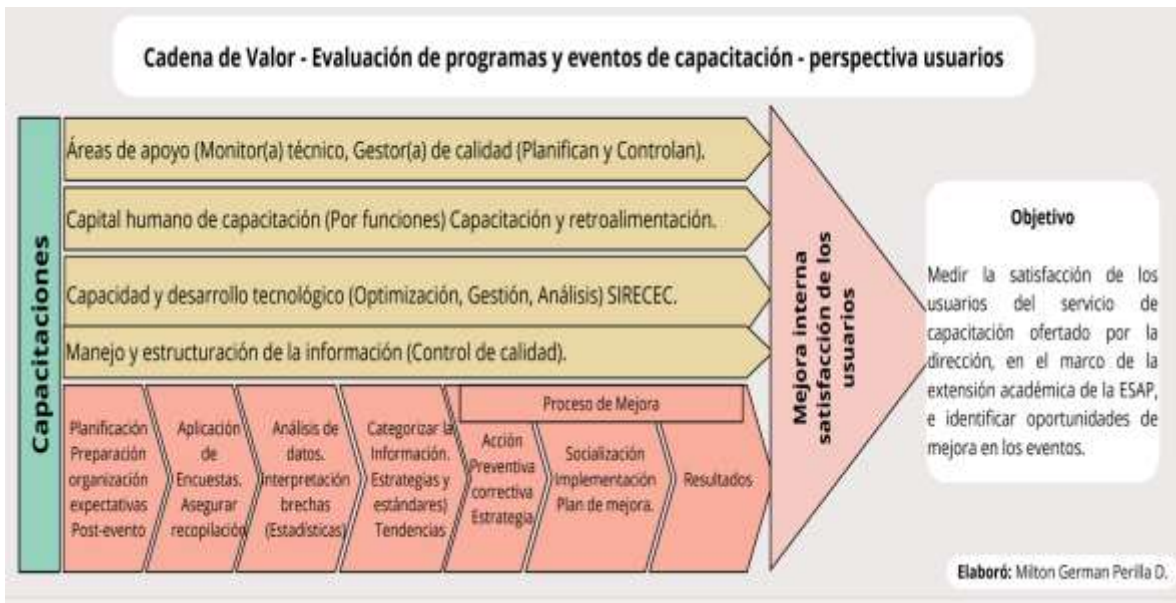 Cadena de Valor - Evaluación de programas y eventos de capacitación - perspectiva usuarios
Capacitaciones
Áreas de apoyo (Monitor(a) técnico, Gestor(a) de calidad (Planifican y Controlan).
Capital humano de capacitación (Por funciones) Capacitación y retroalimentación.
Capacidad y desarrollo tecnológico (Optimización, Gestión, Análisis) SIRECEC.
Manejo y estructuración de la información (Control de calidad).
Proceso de Mejora
Planificación
Preparación
organización
expectativas
Post-evento
Aplicación
de
Encuestas.
Asegurar
recopilación
Análisis de
datos.
interpretación
brechas
(Estadísticas)
Categorizar la
Información.
Estrategias y
estándares)
Tendencias
Acción
Preventiva
correctiva
Estrategia
Socialización
Implementación
Plan de mejora.
Resultados
Mejora interna
satisfacción de los
usuarios
Objetivo
Medir la satisfacción de los
usuarios del servicio de
capacitación ofertado por la
dirección, en el marco de la
extensión académica de la ESAP,
e identificar oportunidades de
mejora en los eventos.
Elaboró: Milton German Perilla D.